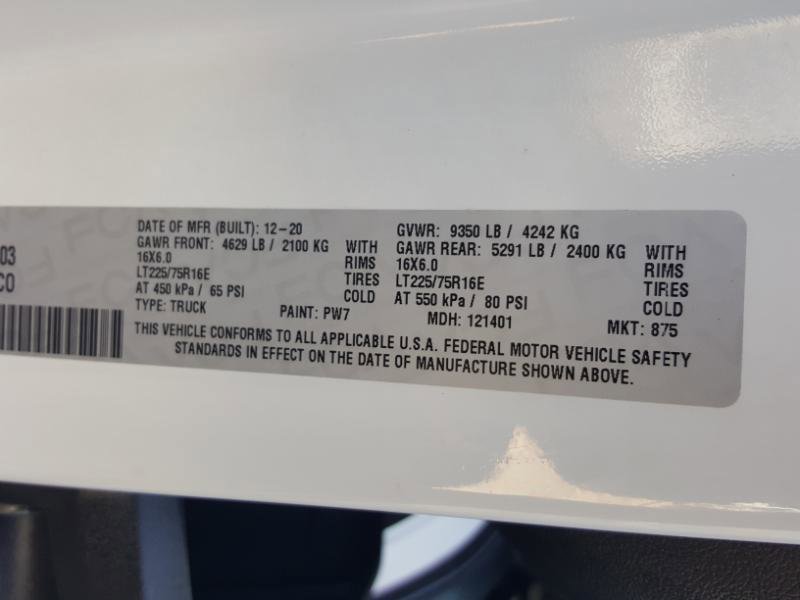 03
CO
DATE OF MFR (BUILT): 12-20 GVWR: 9350 LB / 4242 KG
GAWR FRONT: 4629 LB / 2100 KG WITH GAWR REAR: 5291 LB / 2400 KG WITH
16X6.0 RIMS 16X6.0 RIMS
LT225/75R16E TIRES LT225/75R16E TIRES
AT 450 kPa / 65 PSI COLD AT 550 kPa / 80 PSI COLD
TYPE: TRUCK PAINT: PW7 MDH: 121401 MKT: 875
THIS VEHICLE CONFORMS TO ALL APPLICABLE U.S.A. FEDERAL MOTOR VEHICLE SAFETY
STANDARDS IN EFFECT ON THE DATE OF MANUFACTURE SHOWN ABOVE.